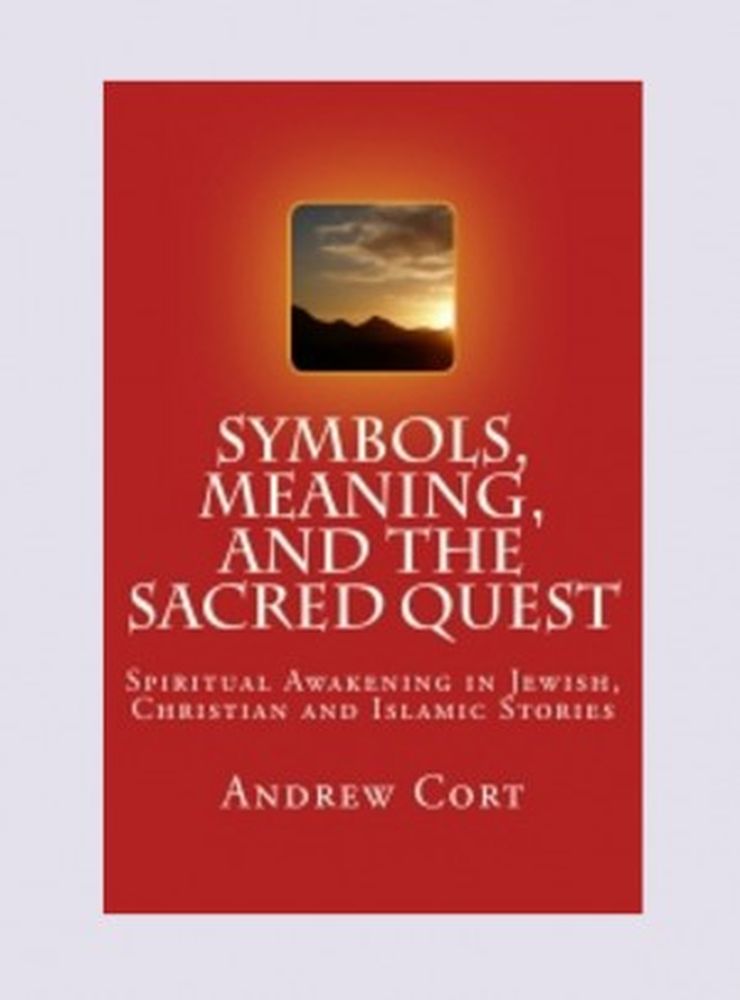 SYMBOLS,
MEANING,
AND THE
SACRED QUEST
SPIRITUAL AWAKENING IN JEWISH,
CHRISTIAN AND ISLAMIC STORIES
ANDREW CORT